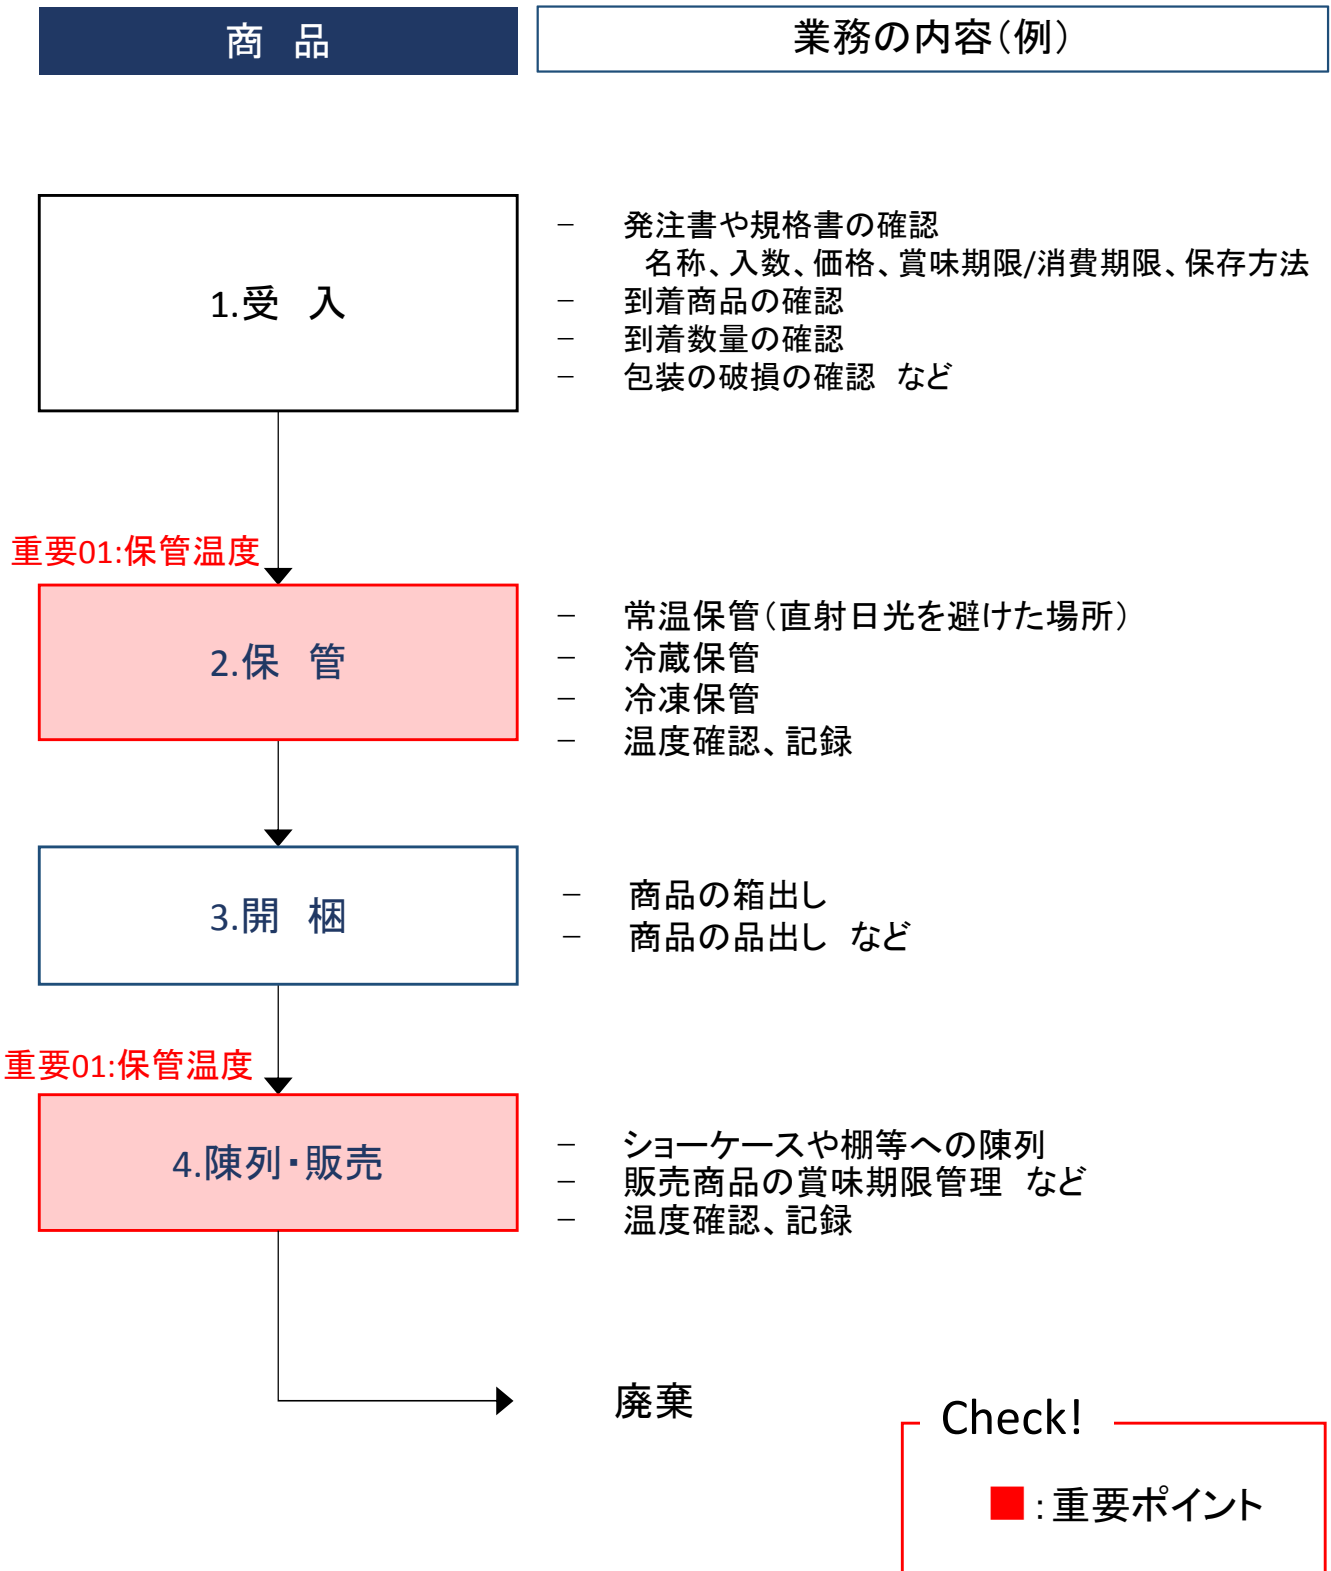 商　品
業務の内容（例）
1.受　入
－　発注書や規格書の確認
名称、入数、価格、賞味期限/消費期限、保存方法
－　到着商品の確認
－　到着数量の確認
－　包装の破損の確認　など
重要01:保管温度
2.保　管
－　常温保管（直射日光を避けた場所）
－　冷蔵保管
－　冷凍保管
－　温度確認、記録
3.開　梱
－　商品の箱出し
－　商品の品出し　など
重要01:保管温度
4.陳列・販売
－　ショーケースや棚等への陳列
－　販売商品の賞味期限管理　など
－　温度確認、記録
廃棄
Check!
■：重要ポイント